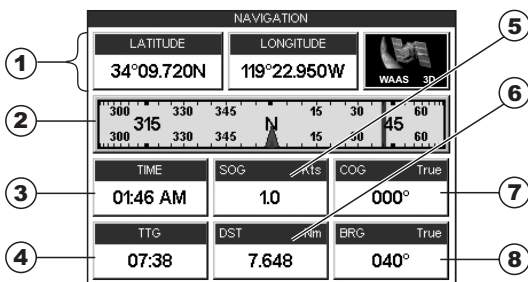 NAVIGATION
LATITUDE LONGITUDE
34°09.720N 119°22.950W WAAS 3D
300 330 345 15 30 60
315 N 45
300 330 345 15 30 60
TIME SOG Kts COG True
01:46 AM 1.0 000°
TTG DST Nm BRG True
07:38 7.648 040°
1
2
3
4
5
6
7
8